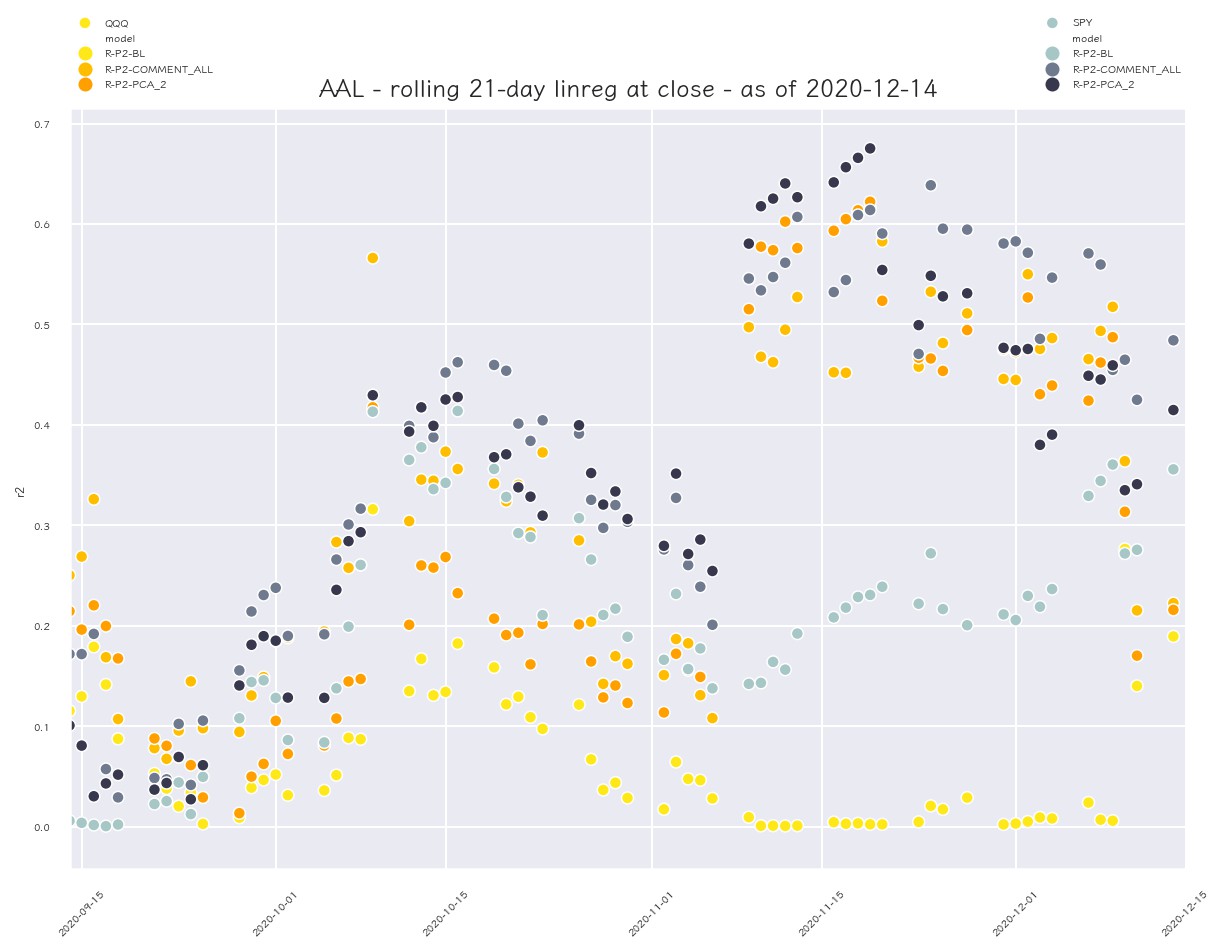 QQQ
model
R-P2-BL
R-P2-COMMENT_ALL
R-P2-PCA_2
SPY
model
R-P2-BL
R-P2-COMMENT_ALL
R-P2-PCA_2
AAL - rolling 21-day linreg at close - as of 2020-12-14
0.7
0.6
0.5
0.4
0.3
0.2
0.1
0.0
r2
2020-09-15
2020-10-01
2020-10-15
2020-11-01
2020-11-15
2020-12-01
2020-12-15